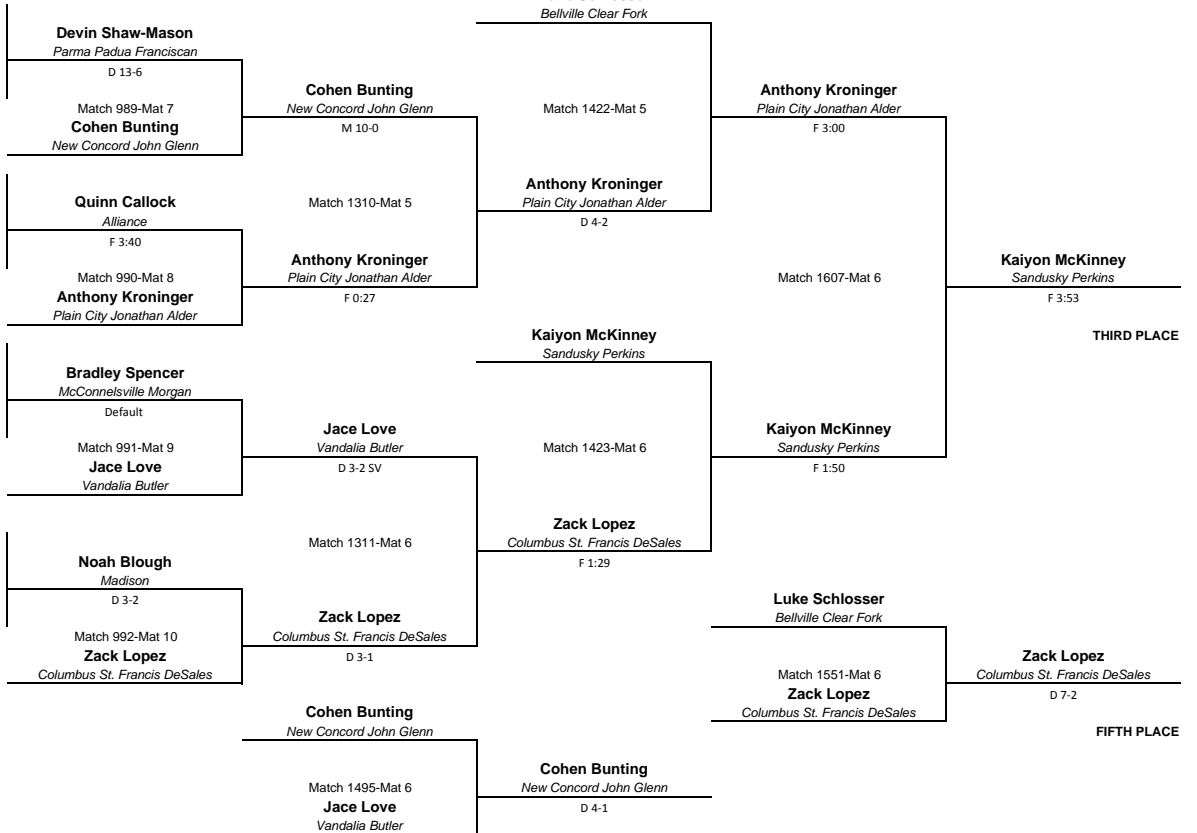 Bellville Clear Fork
Devin Shaw-Mason
Parma Padua Franciscan
D 13-6
Match 989-Mat 7
Cohen Bunting
New Concord John Glenn
Cohen Bunting
New Concord John Glenn
M 10-0
Match 1422-Mat 5
Anthony Kroninger
Plain City Jonathan Alder
F 3:00
Quinn Callock
Alliance
F 3:40
Match 990-Mat 8
Anthony Kroninger
Plain City Jonathan Alder
Match 1310-Mat 5
Anthony Kroninger
Plain City Jonathan Alder
D 4-2
Anthony Kroninger
Plain City Jonathan Alder
F 0:27
Match 1607-Mat 6
Kaiyon McKinney
Sandusky Perkins
F 3:53
THIRD PLACE
Kaiyon McKinney
Sandusky Perkins
Bradley Spencer
McConnelsville Morgan
Default
Match 991-Mat 9
Jace Love
Vandalia Butler
Jace Love
Vandalia Butler
D 3-2 SV
Match 1423-Mat 6
Kaiyon McKinney
Sandusky Perkins
F 1:50
Match 1311-Mat 6
Zack Lopez
Columbus St. Francis DeSales
F 1:29
Noah Blough
Madison
D 3-2
Match 992-Mat 10
Zack Lopez
Columbus St. Francis DeSales
Zack Lopez
Columbus St. Francis DeSales
D 3-1
Luke Schlosser
Bellville Clear Fork
Match 1551-Mat 6
Zack Lopez
Columbus St. Francis DeSales
Zack Lopez
Columbus St. Francis DeSales
D 7-2
FIFTH PLACE
Cohen Bunting
New Concord John Glenn
Match 1495-Mat 6
Jace Love
Vandalia Butler
Cohen Bunting
New Concord John Glenn
D 4-1